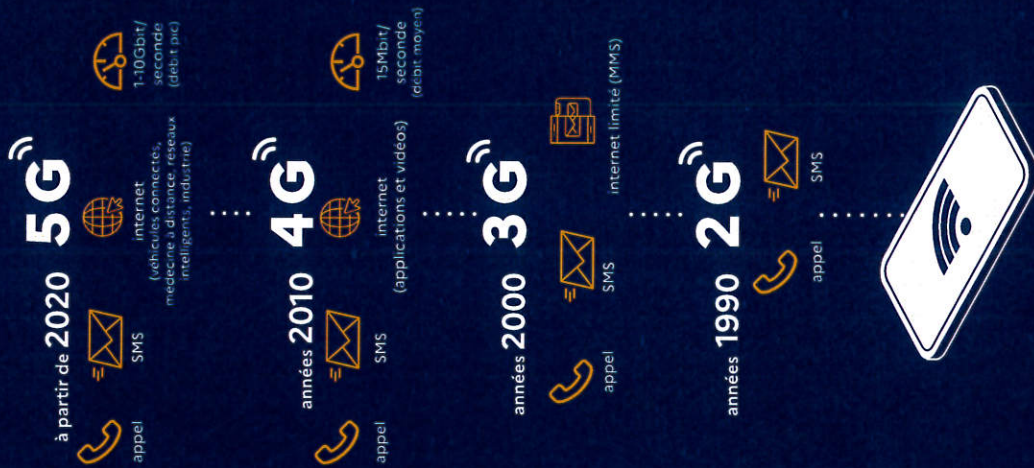 à partir de 2020 5G
appel
SMS
internet
(véhicules connectés,
médecine à distance, réseaux
intelligents, industrie)
1-10Gbit/
seconde
(débit pic)
années 2010 4G
appel
SMS
internet
(applications et vidéos)
15Mbit/
seconde
(débit moyen)
années 2000 3G
appel
SMS
internet limité (MMS)
années 1990 2G
appel
SMS